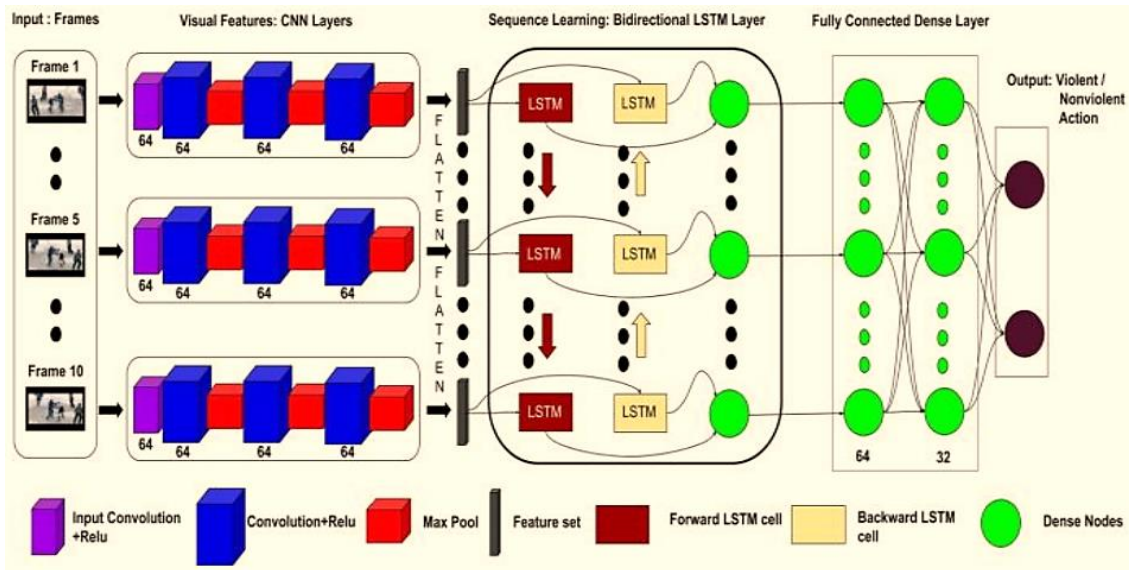 Input : Frames
Visual Features: CNN Layers
Sequence Learning: Bidirectional LSTM Layer
Fully Connected Dense Layer
Frame 1
64
64
64
64
FLATTEN FLATTEN
LSTM
LSTM
Output: Violent /
Nonviolent
Action
Frame 5
64
64
64
64
LSTM
LSTM
Frame 10
64
64
64
64
LSTM
LSTM
64
32
Input Convolution
+Relu
Convolution+Relu
Max Pool
Feature set
Forward LSTM cell
Backward LSTM
cell
Dense Nodes